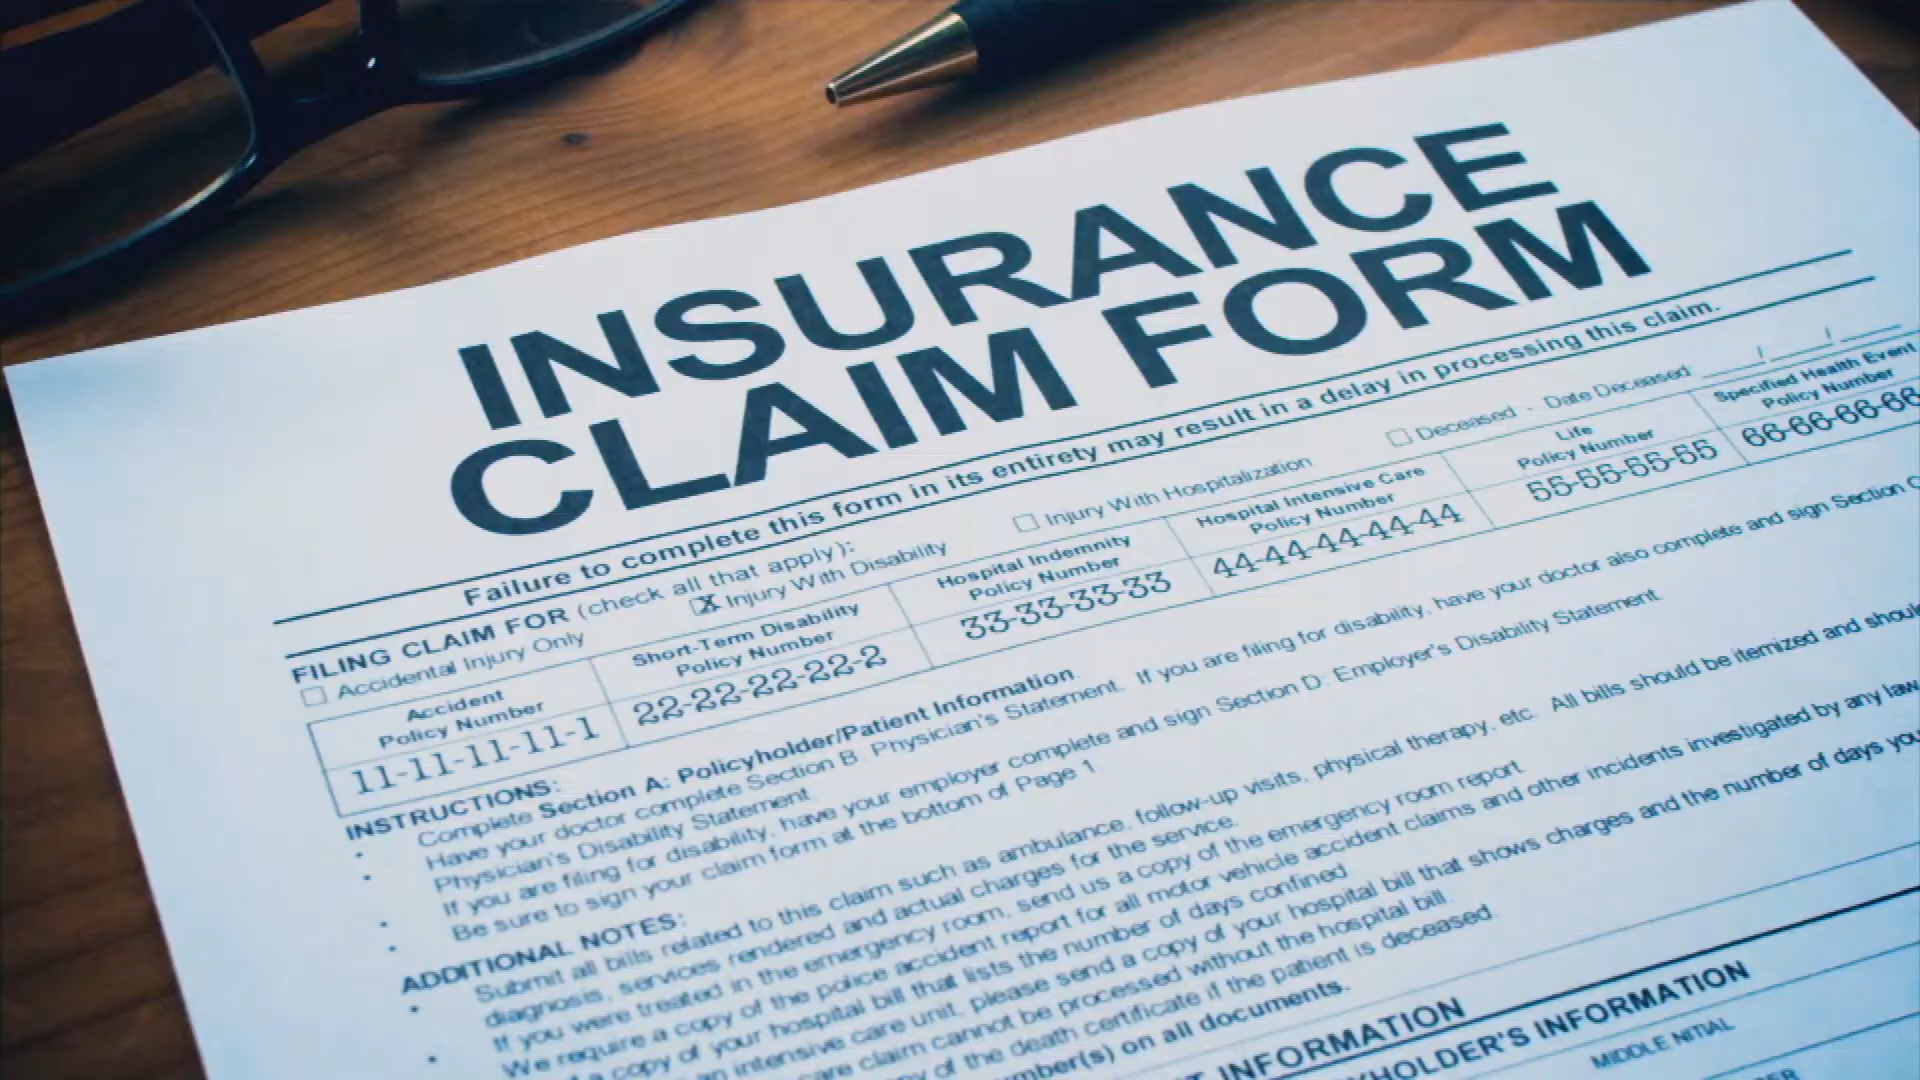 INSURANCE
CLAIM FORM
Failure to complete this form in its entirety may result in a delay in processing this claim.
FILING CLAIM FOR (check all that apply):
Accidental Injury Only
X Injury With Disability
Injury With Hospitalization
Deceased - Date Deceased ___/___/___
Accident
Policy Number
11-11-11-11-1
Short-Term Disability
Policy Number
22-22-22-22-2
Hospital Indemnity
Policy Number
33-33-33-33
Hospital Intensive Care
Policy Number
44-44-44-44-44
Life
Policy Number
55-55-55-55
Specified Health Event
Policy Number
66-66-66-66
INSTRUCTIONS:
• Complete Section A: Policyholder/Patient Information.
• Have your doctor complete Section B: Physician's Statement. If you are filing for disability, have your doctor also complete and sign Section C
Physician's Disability Statement.
• If you are filing for disability, have your employer complete and sign Section D: Employer's Disability Statement.
• Be sure to sign your claim form at the bottom of Page 1.
ADDITIONAL NOTES:
• Submit all bills related to this claim such as ambulance, follow-up visits, physical therapy, etc. All bills should be itemized and should
diagnosis, services rendered and actual charges for the service.
• If you were treated in the emergency room, send us a copy of the emergency room report.
We require a copy of the police accident report for all motor vehicle accident claims and other incidents investigated by any law
a copy of your hospital bill that lists the number of days confined
an intensive care unit, please send a copy of your hospital bill that shows charges and the number of days you
care claim cannot be processed without the hospital bill.
of the death certificate if the patient is deceased.
number(s) on all documents.
INFORMATION
HOLDER'S INFORMATION
MIDDLE INITIAL